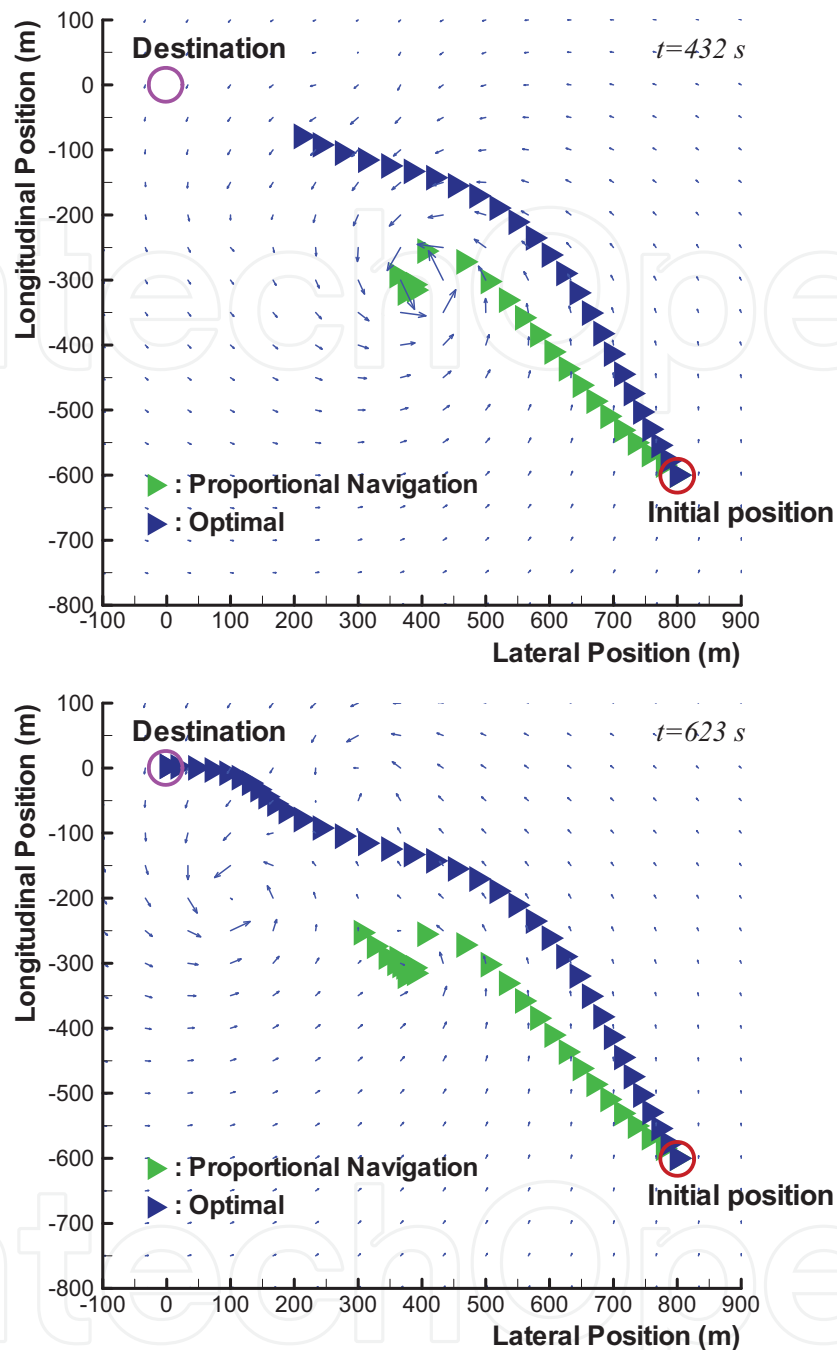 100
0
-100
-200
-300
-400
-500
-600
-700
-800
Longitudinal Position (m)
Destination
t=432 s
: Proportional Navigation
: Optimal
Initial position
-100 0 100 200 300 400 500 600 700 800 900
Lateral Position (m)
100
0
-100
-200
-300
-400
-500
-600
-700
-800
Longitudinal Position (m)
Destination
t=623 s
: Proportional Navigation
: Optimal
Initial position
-100 0 100 200 300 400 500 600 700 800 900
Lateral Position (m)
ntechOpe
ntechOpe